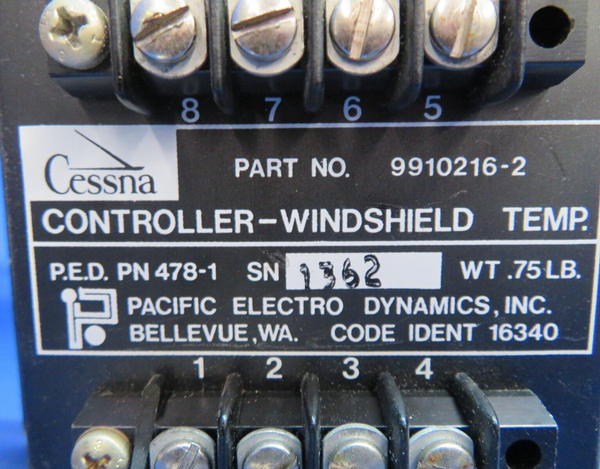 8 7 6 5
Cessna
PART NO. 9910216-2
CONTROLLER-WINDSHIELD TEMP.
P.E.D. PN 478-1 SN 1362 WT .75 LB.
PACIFIC ELECTRO DYNAMICS, INC.
BELLEVUE, WA. CODE IDENT 16340
1 2 3 4